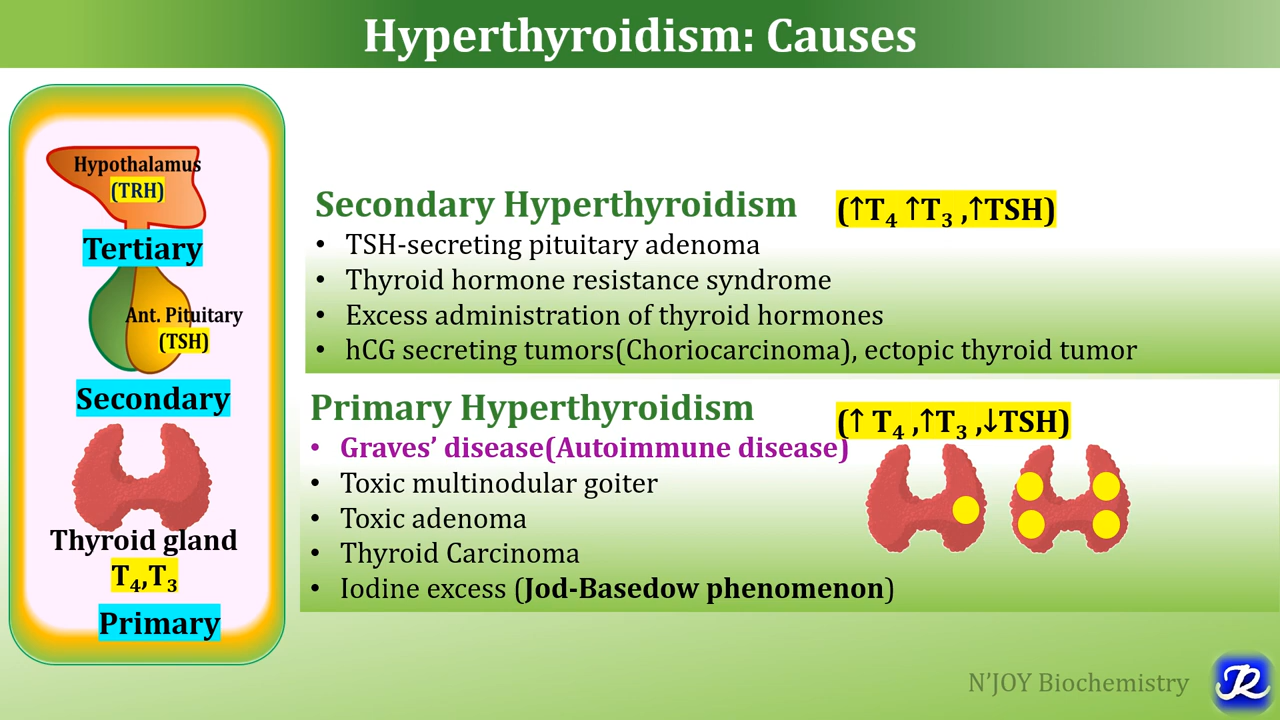 Hyperthyroidism: Causes
Hypothalamus
(TRH)
Tertiary
Ant. Pituitary
(TSH)
Secondary
Thyroid gland
T₄,T₃
Primary
Secondary Hyperthyroidism (↑T₄ ↑T₃ ,↑TSH)
• TSH-secreting pituitary adenoma
• Thyroid hormone resistance syndrome
• Excess administration of thyroid hormones
• hCG secreting tumors(Choriocarcinoma), ectopic thyroid tumor
Primary Hyperthyroidism (↑ T₄ ,↑T₃ ,↓TSH)
• Graves’ disease(Autoimmune disease)
• Toxic multinodular goiter
• Toxic adenoma
• Thyroid Carcinoma
• Iodine excess (Jod-Basedow phenomenon)
N’JOY Biochemistry
JR